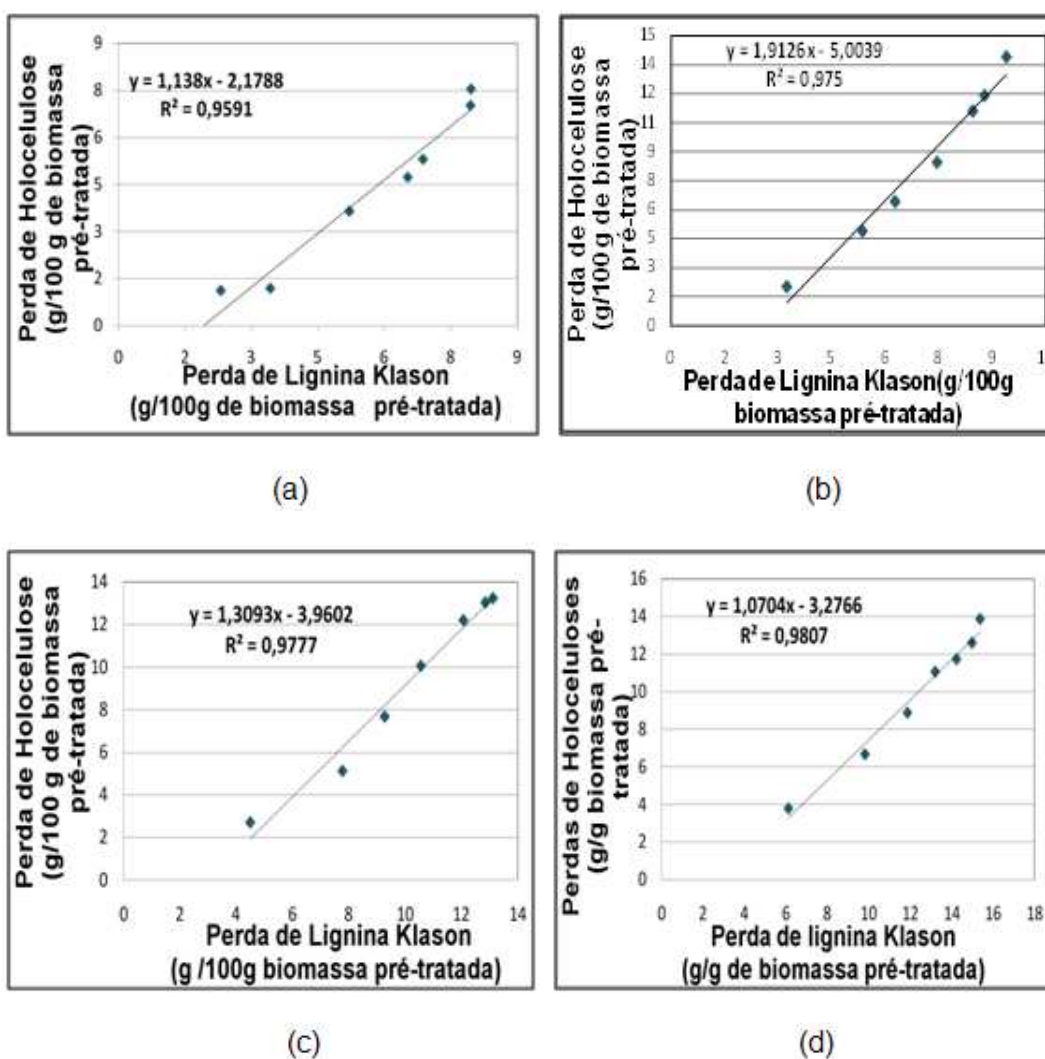 Perda de Holocelulose
(g/100 g de biomassa
pré-tratada)
9
8
6
5
3
2
0
y = 1,138x - 2,1788
R² = 0,9591
0 2 3 5 6 8 9
Perda de Lignina Klason
(g/100g de biomassa pré-tratada)
(a)
Perda de Holocelulose
(g/100 g de biomassa
pré-tratada)
15
14
12
11
9
8
6
5
3
2
0
y = 1,9126x - 5,0039
R² = 0,975
0 2 3 5 6 8 9 1
Perda de Lignina Klason(g/100g
biomassa pré-tratada)
(b)
Perda de Holocelulose
(g/100 g de biomassa
pré-tratada)
14
12
10
8
6
4
2
0
y = 1,3093x - 3,9602
R² = 0,9777
0 2 4 6 8 10 12 14
Perda de Lignina Klason
(g /100g biomassa pré-tratada)
(c)
Perdas de Holoceluloses
(g/g biomassa pré-
tratada)
16
14
12
10
8
6
4
2
0
y = 1,0704x - 3,2766
R² = 0,9807
0 2 4 6 8 10 12 14 16 18
Perda de lignina Klason
(g/g de biomassa pré-tratada)
(d)